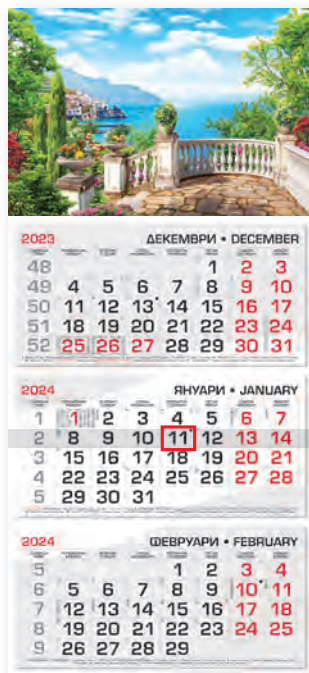 2023 ДЕКЕМВРИ • DECEMBER
48 1 2 3
49 4 5 6 7 8 9 10
50 11 12 13 14 15 16 17
51 18 19 20 21 22 23 24
52 25 26 27 28 29 30 31
2024 ЯНУАРИ • JANUARY
1 1 2 3 4 5 6 7
2 8 9 10 11 12 13 14
3 15 16 17 18 19 20 21
4 22 23 24 25 26 27 28
5 29 30 31
2024 ФЕВРУАРИ • FEBRUARY
5 1 2 3 4
6 5 6 7 8 9 10 11
7 12 13 14 15 16 17 18
8 19 20 21 22 23 24 25
9 26 27 28 29